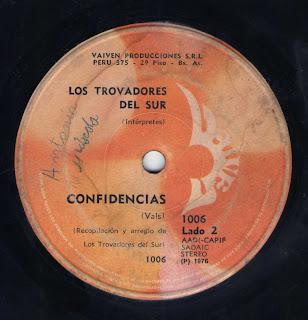 VAIVEN PRODUCCIONES S.R.L.
PERU 575 - 2º Piso - Bs. As.
LOS TROVADORES
DEL SUR
(Intérpretes)
CONFIDENCIAS
(Vals)
(Recopilación y arreglo de
Los Trovadores del Sur)
1006
1006
Lado 2
AADI-CAPIF
SADAIC
STEREO
(P) 1976